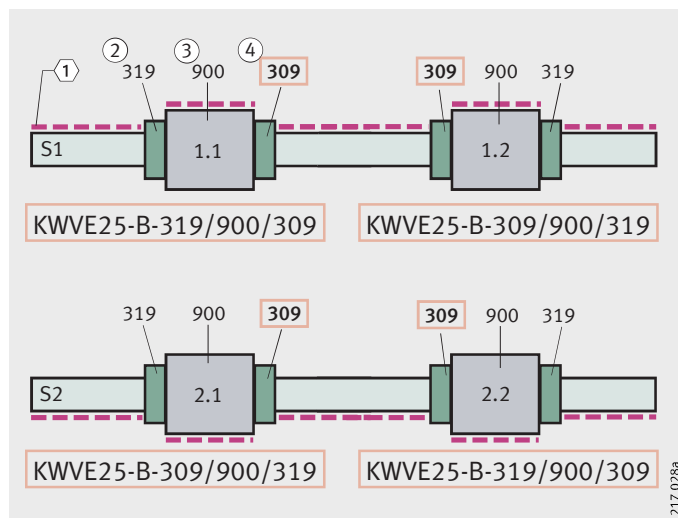 2 3 4
319 900 309 309 900 319
1
S1 1.1 1.2
KWVE25-B-319/900/309 KWVE25-B-309/900/319
319 900 309 309 900 319
S2 2.1 2.2
KWVE25-B-309/900/319 KWVE25-B-319/900/309
217 028a